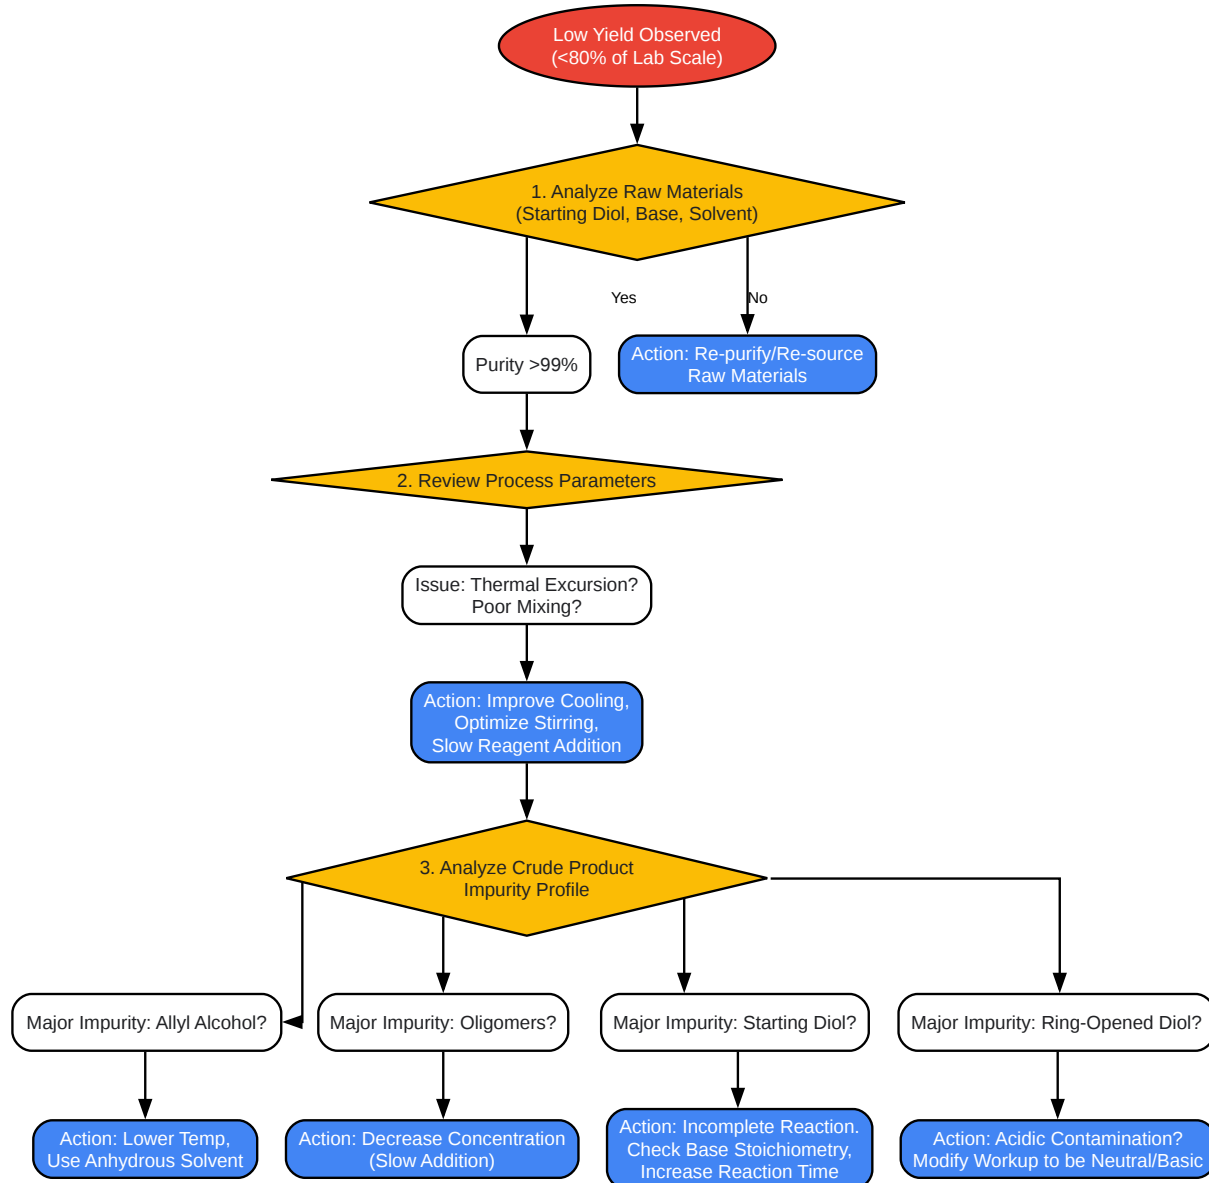 Low Yield Observed
(<80% of Lab Scale)
1. Analyze Raw Materials
(Starting Diol, Base, Solvent)
Yes
No
Purity >99%
Action: Re-purify/Re-source
Raw Materials
2. Review Process Parameters
Issue: Thermal Excursion?
Poor Mixing?
Action: Improve Cooling,
Optimize Stirring,
Slow Reagent Addition
3. Analyze Crude Product
Impurity Profile
Major Impurity: Allyl Alcohol?
Major Impurity: Oligomers?
Major Impurity: Starting Diol?
Major Impurity: Ring-Opened Diol?
Action: Lower Temp,
Use Anhydrous Solvent
Action: Decrease Concentration
(Slow Addition)
Action: Incomplete Reaction.
Check Base Stoichiometry,
Increase Reaction Time
Action: Acidic Contamination?
Modify Workup to be Neutral/Basic